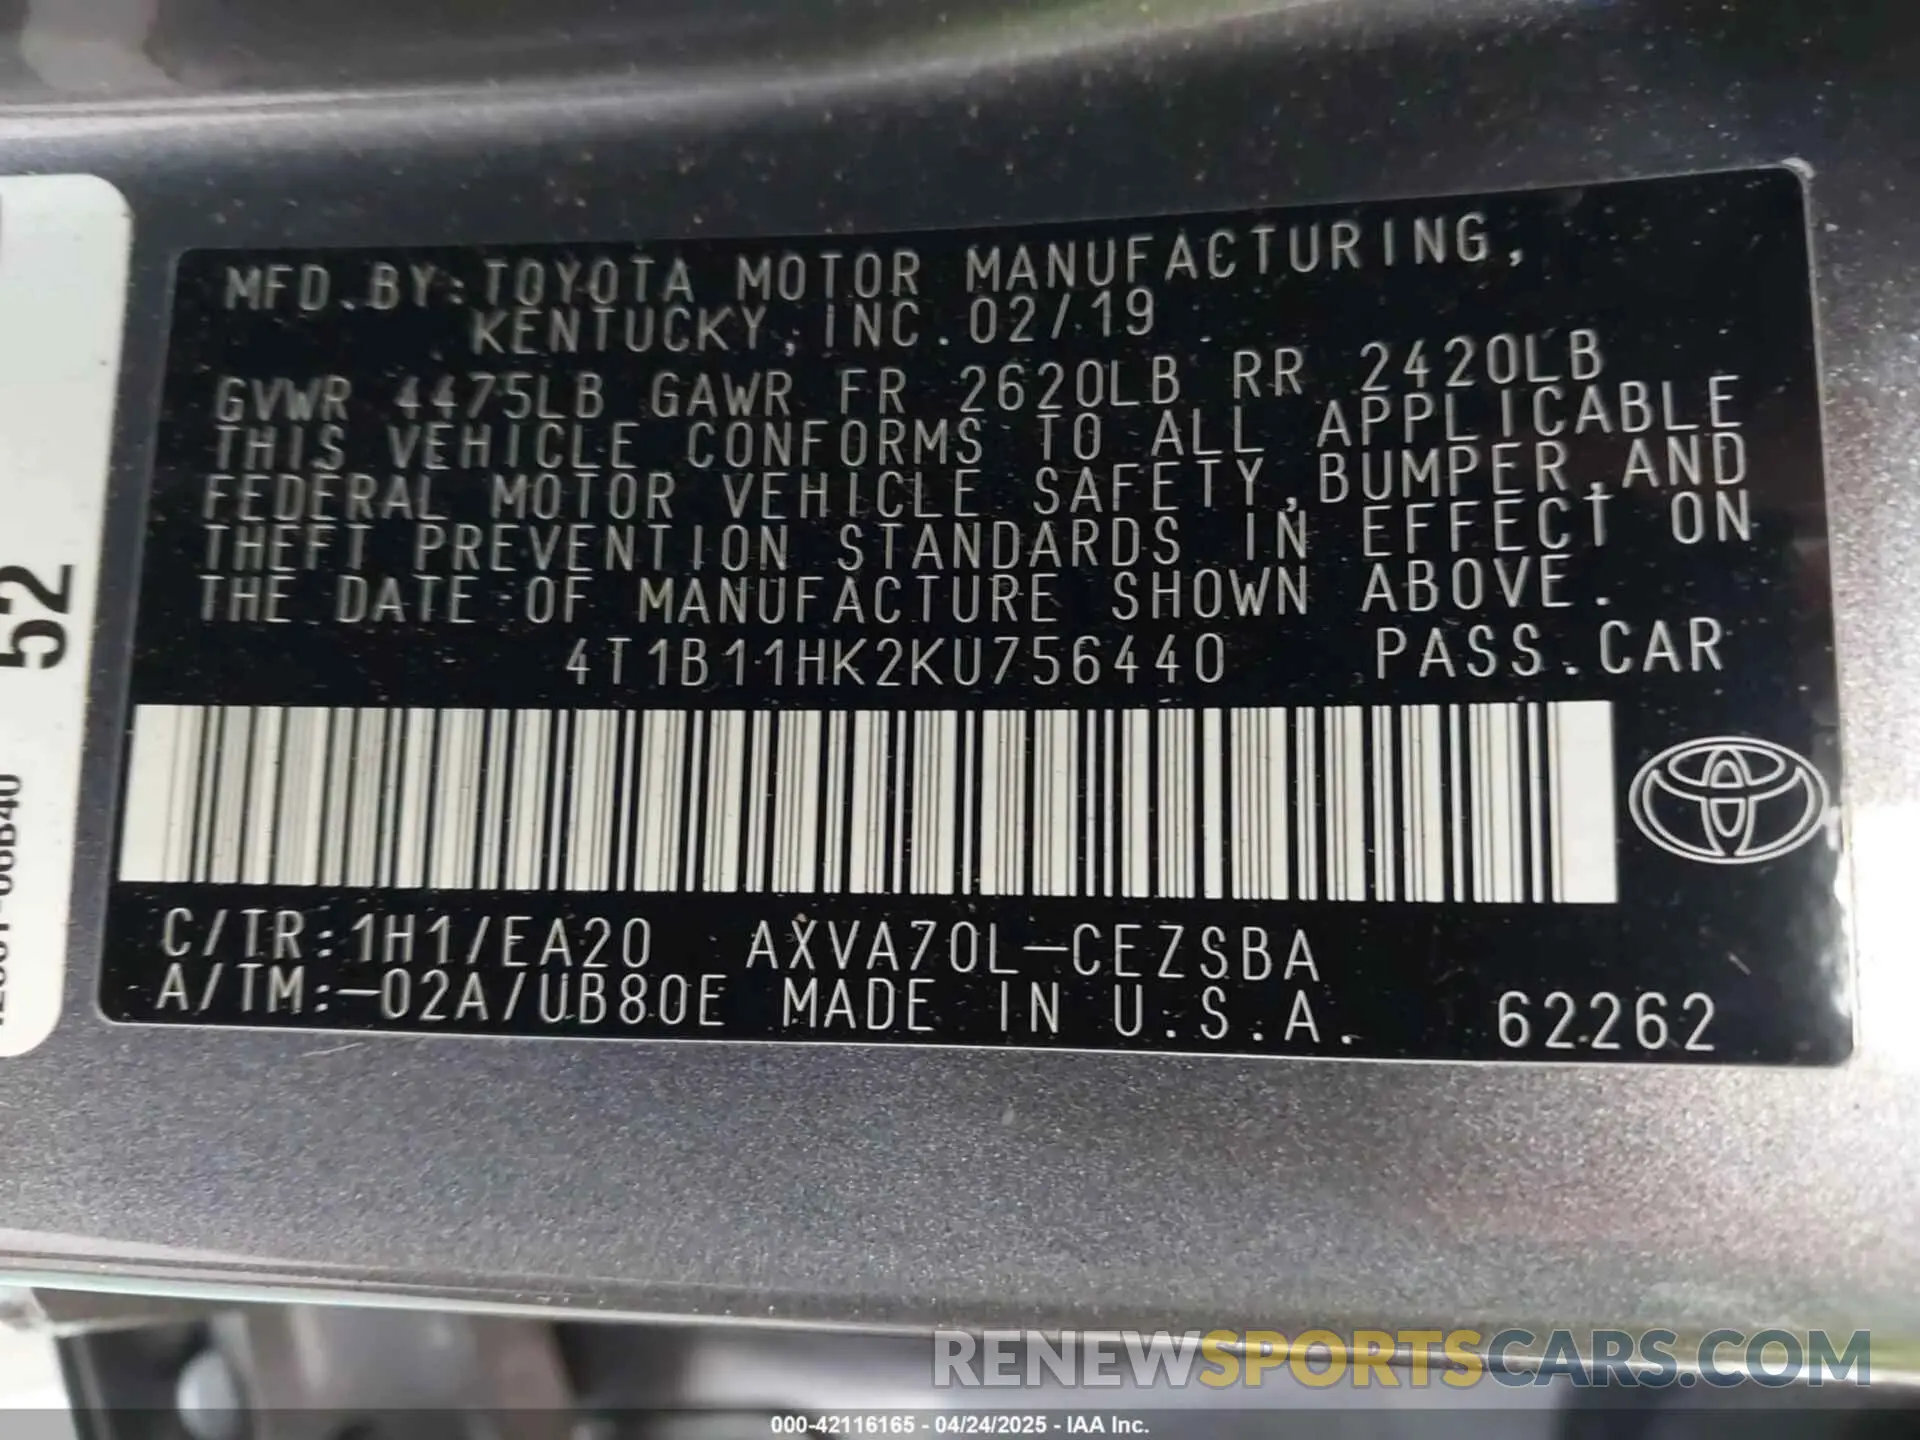 MFD. BY: TOYOTA MOTOR MANUFACTURING,
KENTUCKY, INC. 02/19
GVWR 4475LB GAWR FR 2620LB RR 2420LB
THIS VEHICLE CONFORMS TO ALL APPLICABLE
FEDERAL MOTOR VEHICLE SAFETY, BUMPER, AND
THEFT PREVENTION STANDARDS IN EFFECT ON
THE DATE OF MANUFACTURE SHOWN ABOVE.
4T1B11HK2KU756440 PASS. CAR
C/TR: 1H1/EA20 AXVA70L-CEZSBA
A/TM:-02A/UB80E MADE IN U.S.A. 62262
52
RENEWSPORTSCARS.COM
000-42116165 - 04/24/2025 - IAA Inc.